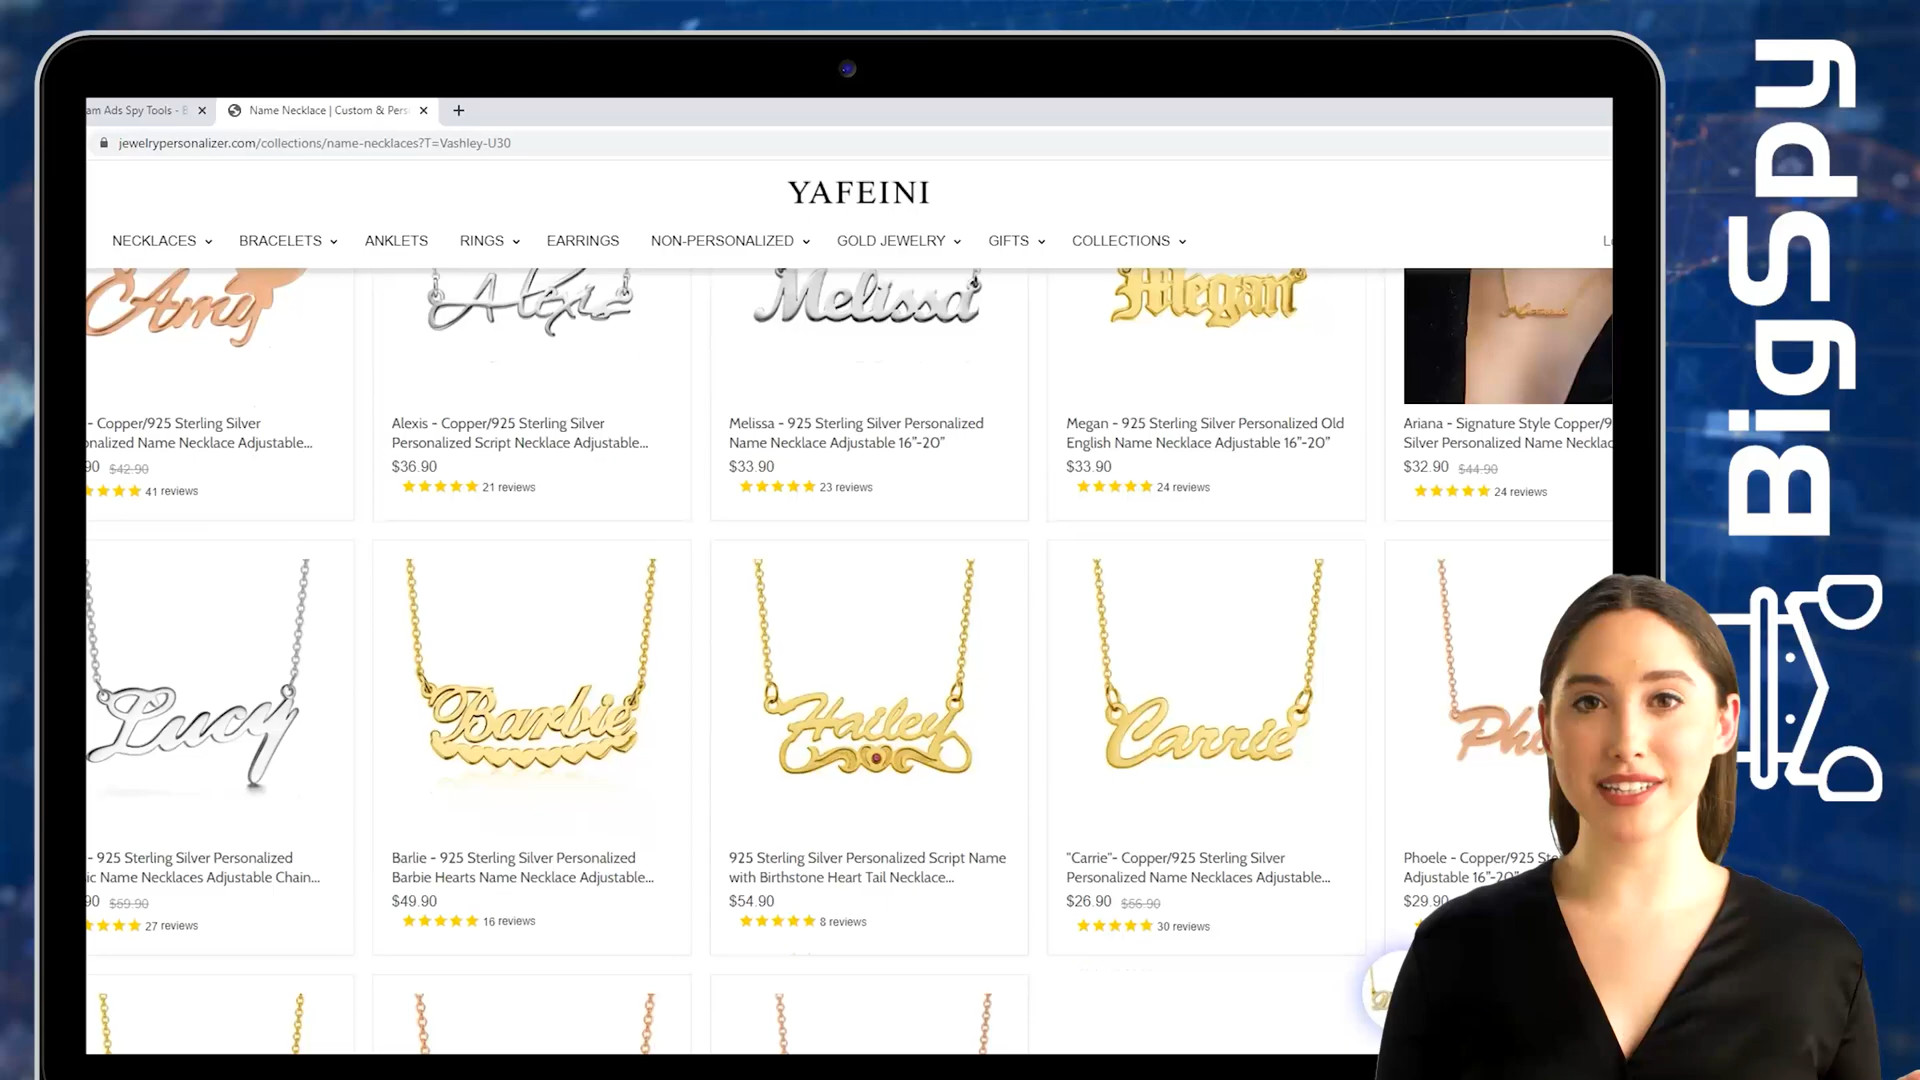 am Ads Spy Tools - B
Name Necklace | Custom & Pers
jewelrypersonalizer.com/collections/name-necklaces?T=Vashley-U30
YAFEINI
NECKLACES
BRACELETS
ANKLETS
RINGS
EARRINGS
NON-PERSONALIZED
GOLD JEWELRY
GIFTS
COLLECTIONS
Amy
Alexis
Melissa
Megan
- Copper/925 Sterling Silver
onalized Name Necklace Adjustable...
90 $42.90
41 reviews
Alexis - Copper/925 Sterling Silver
Personalized Script Necklace Adjustable...
$36.90
21 reviews
Melissa - 925 Sterling Silver Personalized
Name Necklace Adjustable 16"-20"
$33.90
23 reviews
Megan - 925 Sterling Silver Personalized Old
English Name Necklace Adjustable 16"-20"
$33.90
24 reviews
Ariana - Signature Style Copper/9
Silver Personalized Name Necklac
$32.90 $44.90
24 reviews
Lucy
Barbie
Hailey
Carrie
Pho
- 925 Sterling Silver Personalized
ic Name Necklaces Adjustable Chain...
90 $59.90
27 reviews
Barlie - 925 Sterling Silver Personalized
Barbie Hearts Name Necklace Adjustable...
$49.90
16 reviews
925 Sterling Silver Personalized Script Name
with Birthstone Heart Tail Necklace...
$54.90
8 reviews
"Carrie"- Copper/925 Sterling Silver
Personalized Name Necklaces Adjustable...
$26.90 $56.90
30 reviews
Phoele - Copper/925 Ste
Adjustable 16"-20"
$29.90
BigSpy